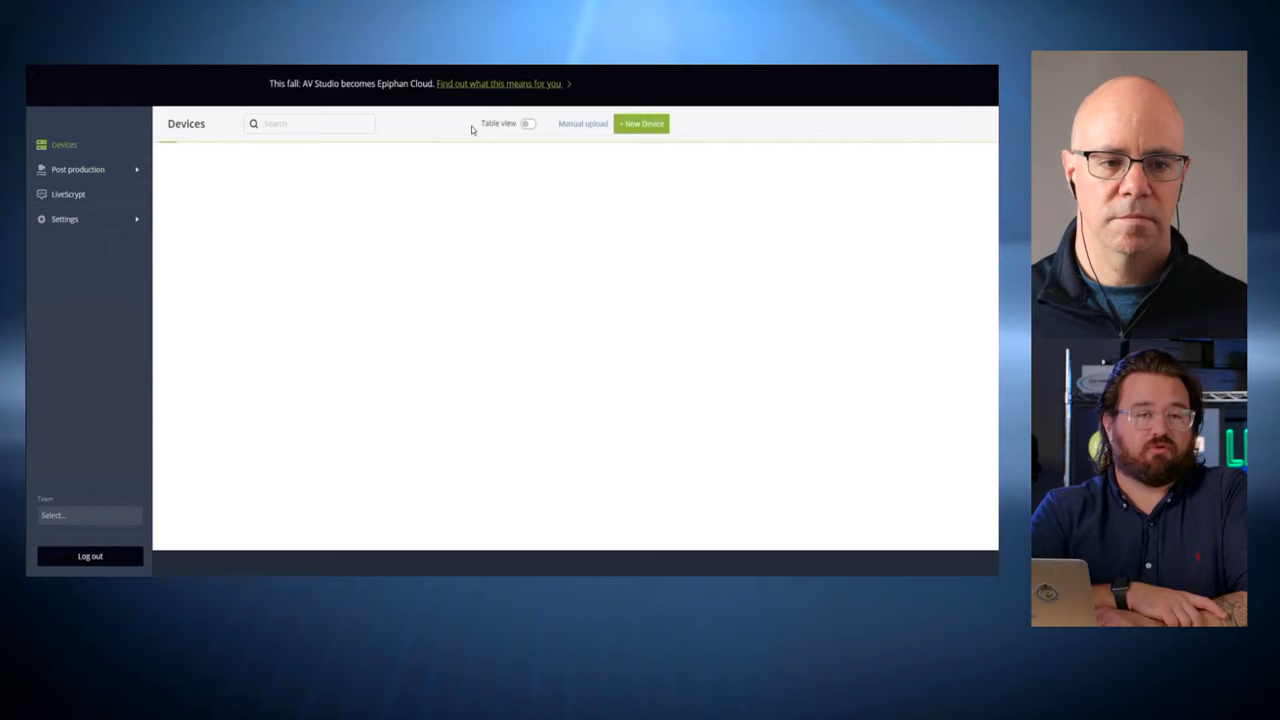 This fall: AV Studio becomes Epiphan Cloud. Find out what this means for you
Devices
Search
Table view
Manual upload
+ New Device
Devices
Post production
LiveScrypt
Settings
Team
Select...
Log out